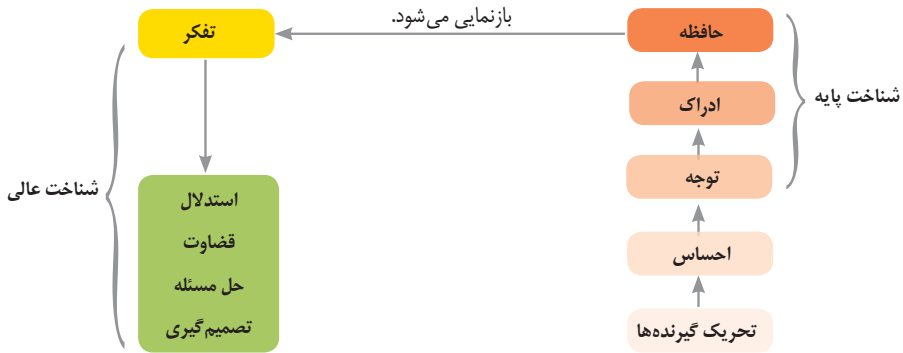 بازنمایی می‌شود.
حافظه
تفکر
ادراک
شناخت پایه
توجه
شناخت عالی
استدلال
قضاوت
حل مسئله
تصمیم‌گیری
احساس
تحریک گیرنده‌ها